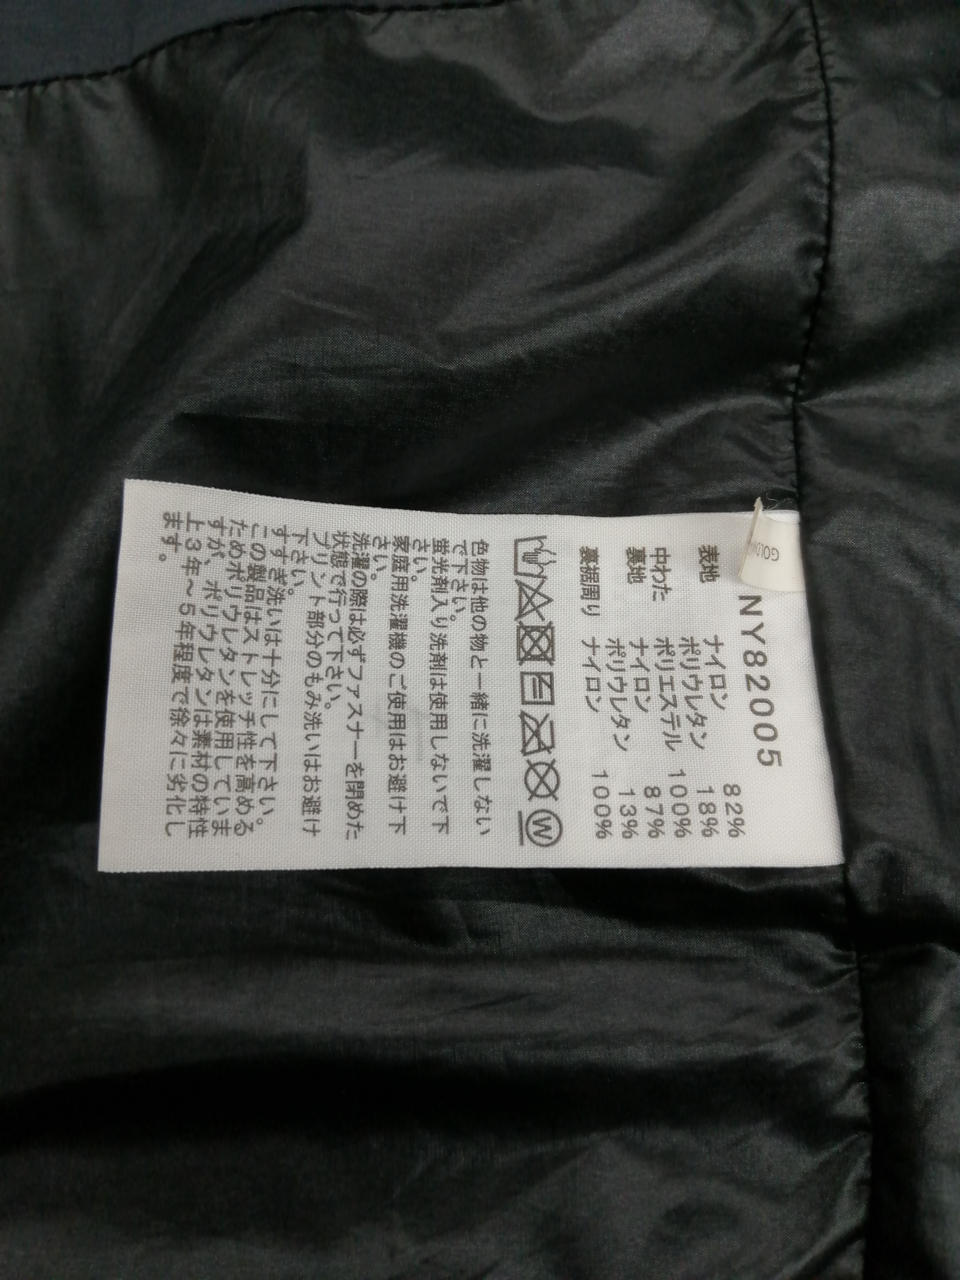 NY82005
表地 ナイロン 82%
ポリウレタン 18%
中わた ポリエステル 100%
裏地 ナイロン 87%
ポリウレタン 13%
裏裾周り ナイロン 100%
W
色物は他の物と一緒に洗濯しない
で下さい。
蛍光剤入り洗剤は使用しないで下
さい。
家庭用洗濯機のご使用はお避け下
さい。
洗濯の際は必ずファスナーを閉めた
状態で行って下さい。
プリント部分のもみ洗いはお避け
下さい。
すすぎ洗いは十分にして下さい。
この製品はストレッチ性を高める
ためポリウレタンを使用していま
すが、ポリウレタンは素材の特性
上3年～5年程度で徐々に劣化し
ます。